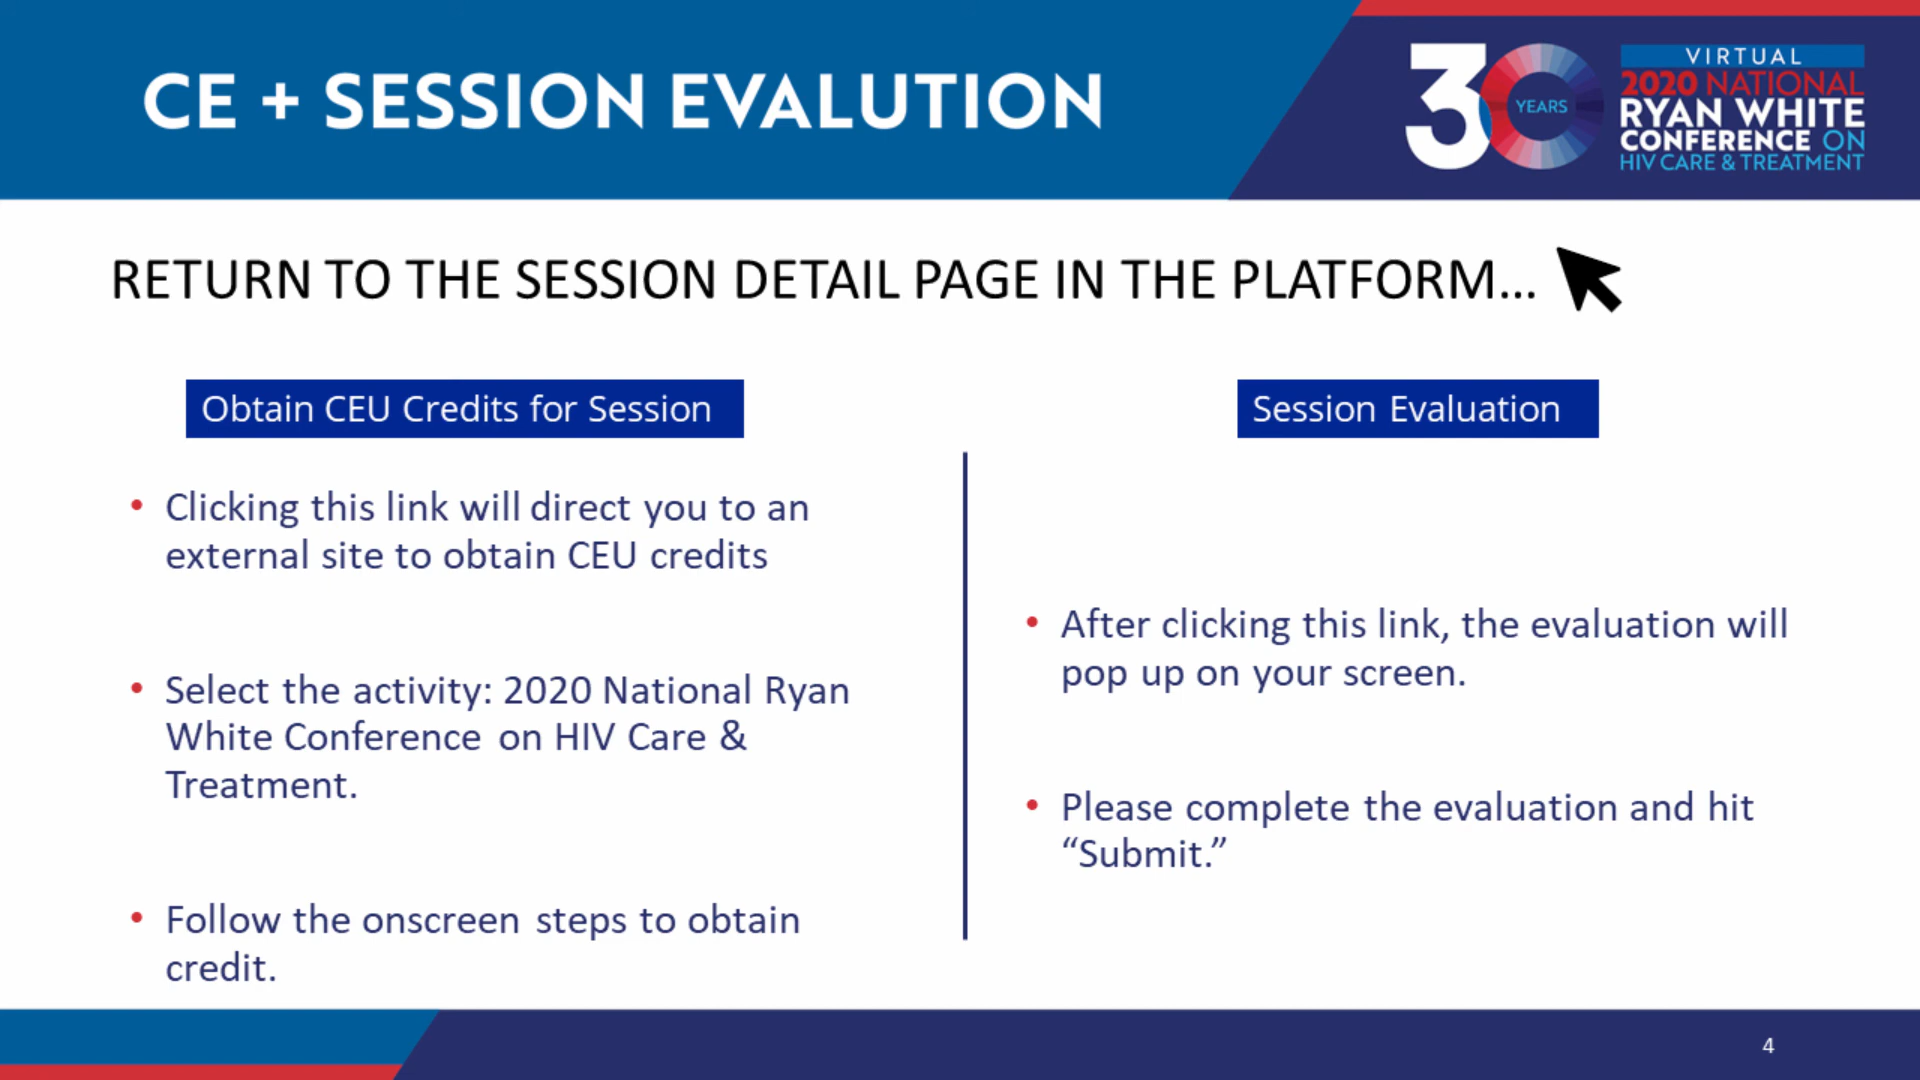 CE + SESSION EVALUTION
30
YEARS
VIRTUAL
2020 NATIONAL
RYAN WHITE
CONFERENCE ON
HIV CARE & TREATMENT
RETURN TO THE SESSION DETAIL PAGE IN THE PLATFORM...
Obtain CEU Credits for Session
• Clicking this link will direct you to an
external site to obtain CEU credits
• Select the activity: 2020 National Ryan
White Conference on HIV Care &
Treatment.
• Follow the onscreen steps to obtain
credit.
Session Evaluation
• After clicking this link, the evaluation will
pop up on your screen.
• Please complete the evaluation and hit
“Submit.”
4